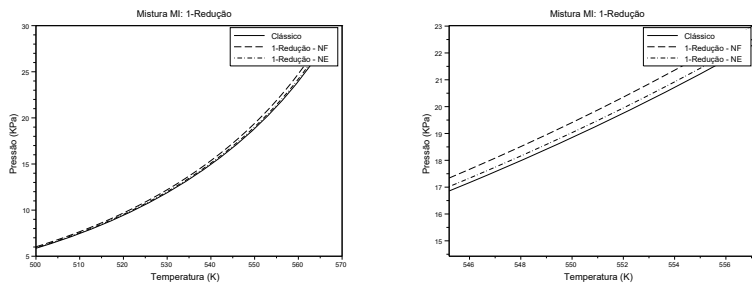 Mistura MI: 1-Redução
30
25
20
15
10
5
Pressão (KPa)
Clássico
1-Redução - NF
1-Redução - NE
500 510 520 530 540 550 560 570
Temperatura (K)
Mistura MI: 1-Redução
23
22
21
20
19
18
17
16
15
Pressão (KPa)
Clássico
1-Redução - NF
1-Redução - NE
546 548 550 552 554 556
Temperatura (K)